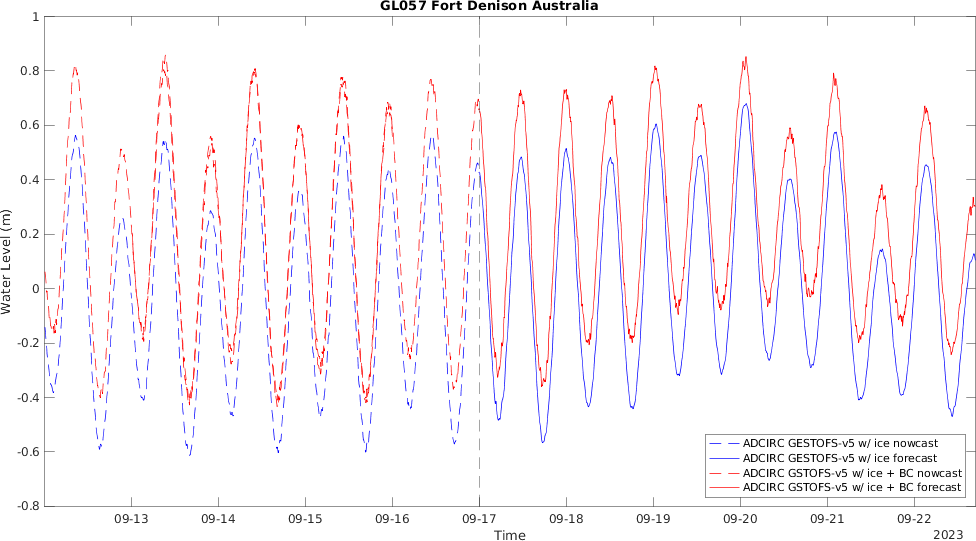 GL057 Fort Denison Australia
1
0.8
0.6
0.4
0.2
0
-0.2
-0.4
-0.6
-0.8
Water Level (m)
ADCIRC GESTOFS-v5 w/ ice nowcast
ADCIRC GESTOFS-v5 w/ ice forecast
ADCIRC GSTOFS-v5 w/ ice + BC nowcast
ADCIRC GSTOFS-v5 w/ ice + BC forecast
09-13 09-14 09-15 09-16 09-17 09-18 09-19 09-20 09-21 09-22
Time
2023